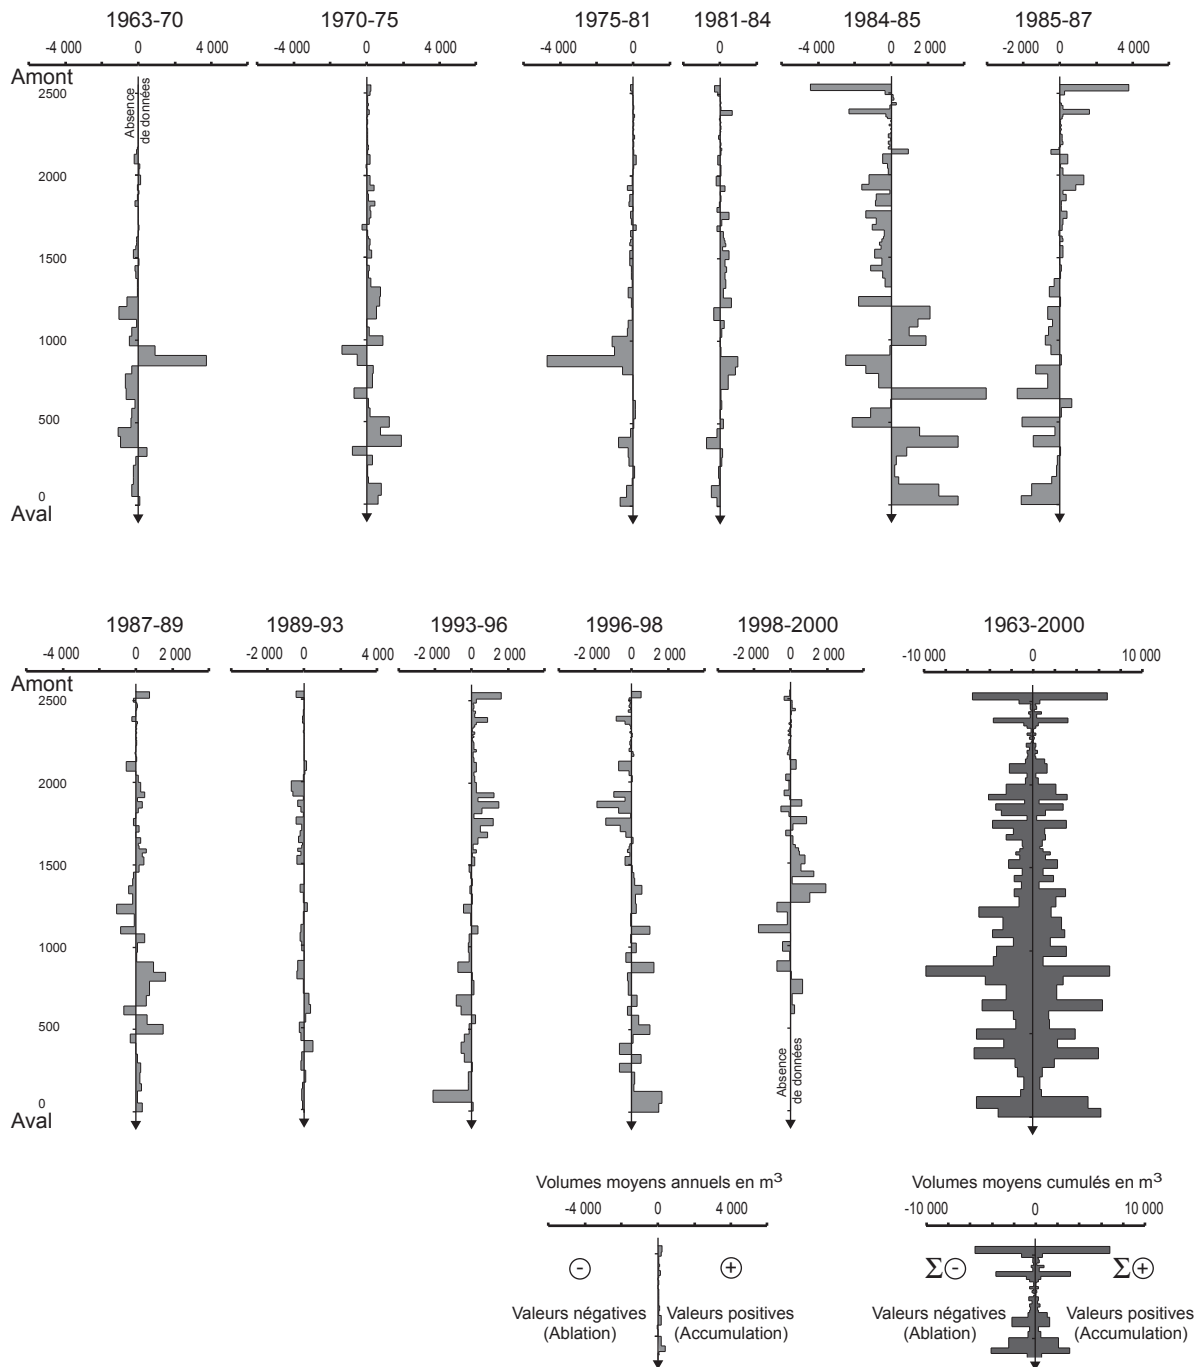 1963-70 1970-75 1975-81 1981-84 1984-85 1985-87
-4 000 0 4 000 0 4 000 -4 000 0 0 -4 000 0 2 000 -2 000 0 4 000
Amont
2500
Absence
de données
2000
1500
1000
500
0
Aval
1987-89 1989-93 1993-96 1996-98 1998-2000 1963-2000
-4 000 0 2 000 -2 000 0 4 000 -2 000 0 2 000 -2 000 0 2 000 -2 000 0 2 000 -10 000 0 10 000
Amont
2500
2000
1500
1000
500
Absence
de données
0
Aval
Volumes moyens annuels en m³ Volumes moyens cumulés en m³
-4 000 0 4 000 -10 000 0 10 000
- + Σ- Σ+
Valeurs négatives Valeurs positives Valeurs négatives Valeurs positives
(Ablation) (Accumulation) (Ablation) (Accumulation)